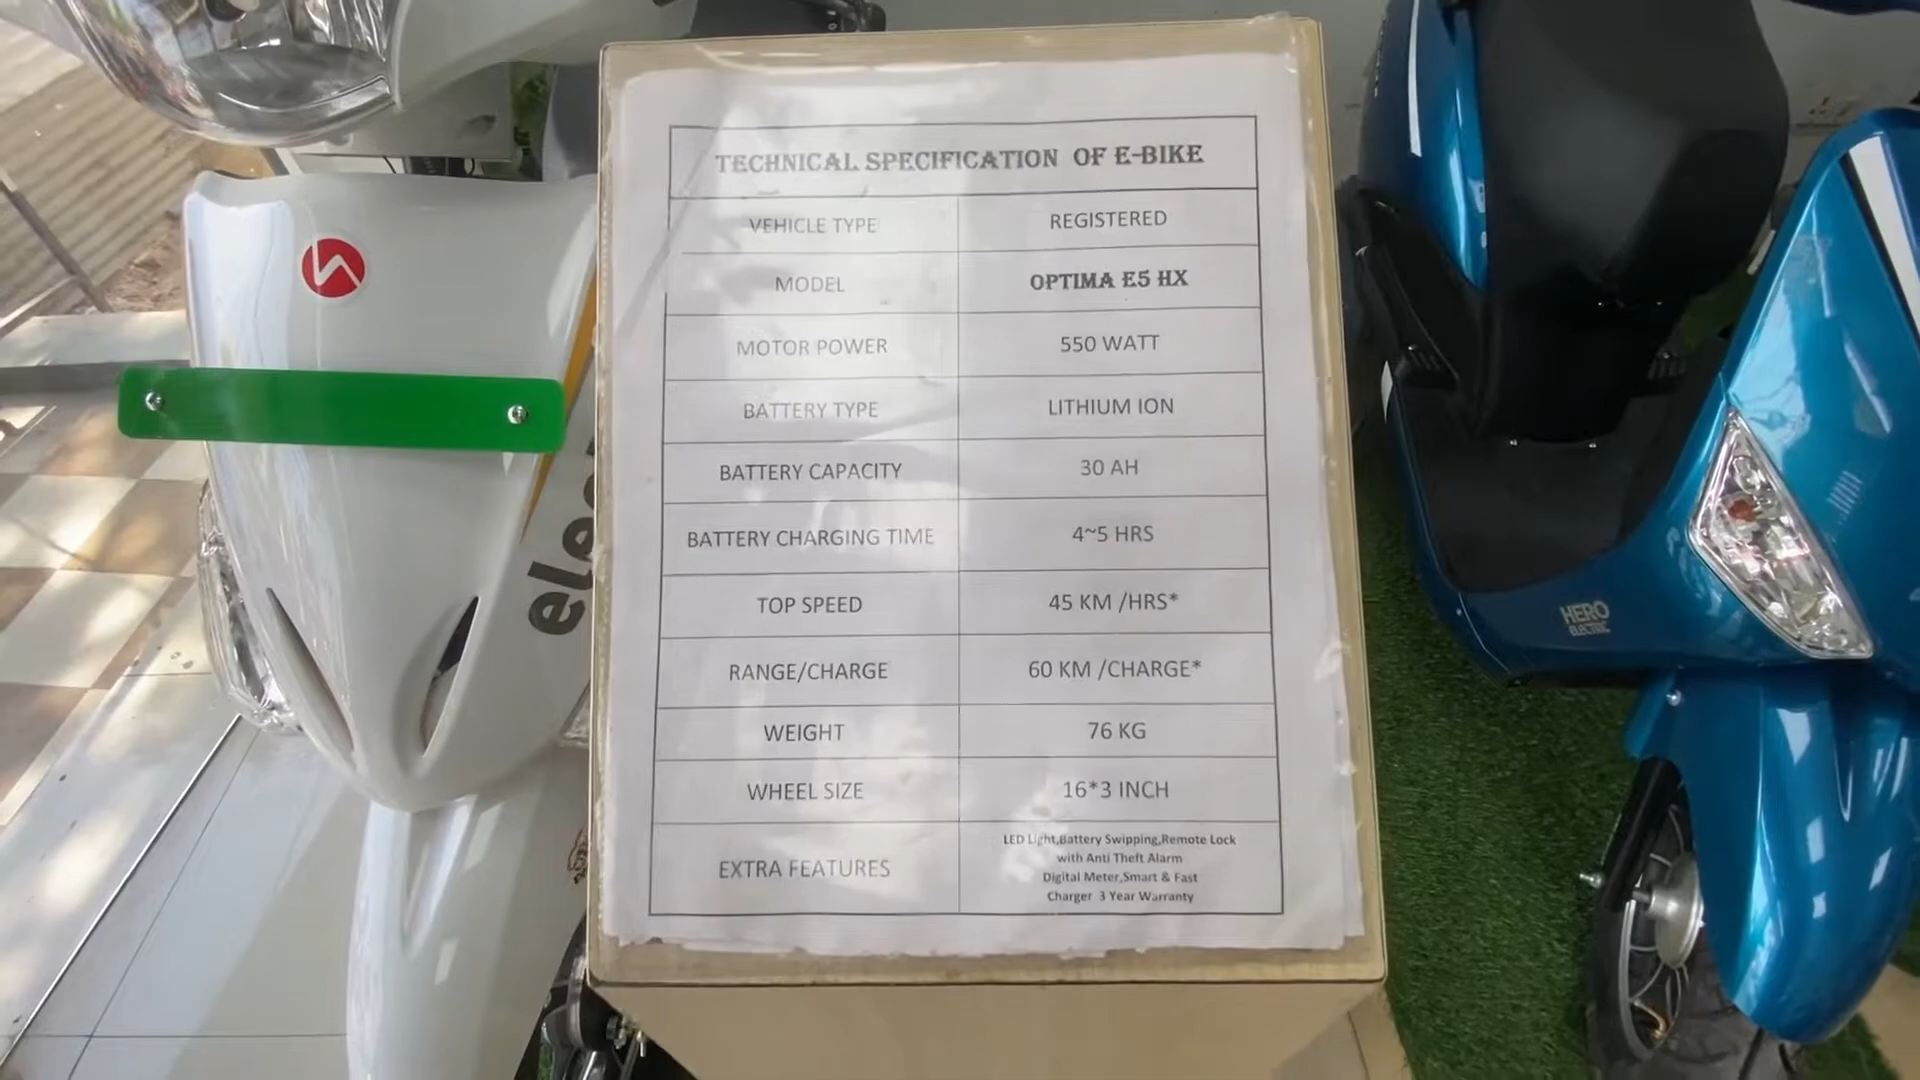 TECHNICAL SPECIFICATION OF E-BIKE
VEHICLE TYPE REGISTERED
MODEL OPTIMA E5 HX
MOTOR POWER 550 WATT
BATTERY TYPE LITHIUM ION
BATTERY CAPACITY 30 AH
BATTERY CHARGING TIME 4~5 HRS
TOP SPEED 45 KM /HRS*
RANGE/CHARGE 60 KM /CHARGE*
WEIGHT 76 KG
WHEEL SIZE 16*3 INCH
EXTRA FEATURES
LED Light,Battery Swipping,Remote Lock
with Anti Theft Alarm
Digital Meter,Smart & Fast
Charger 3 Year Warranty
elec
HERO
ELECTRIC